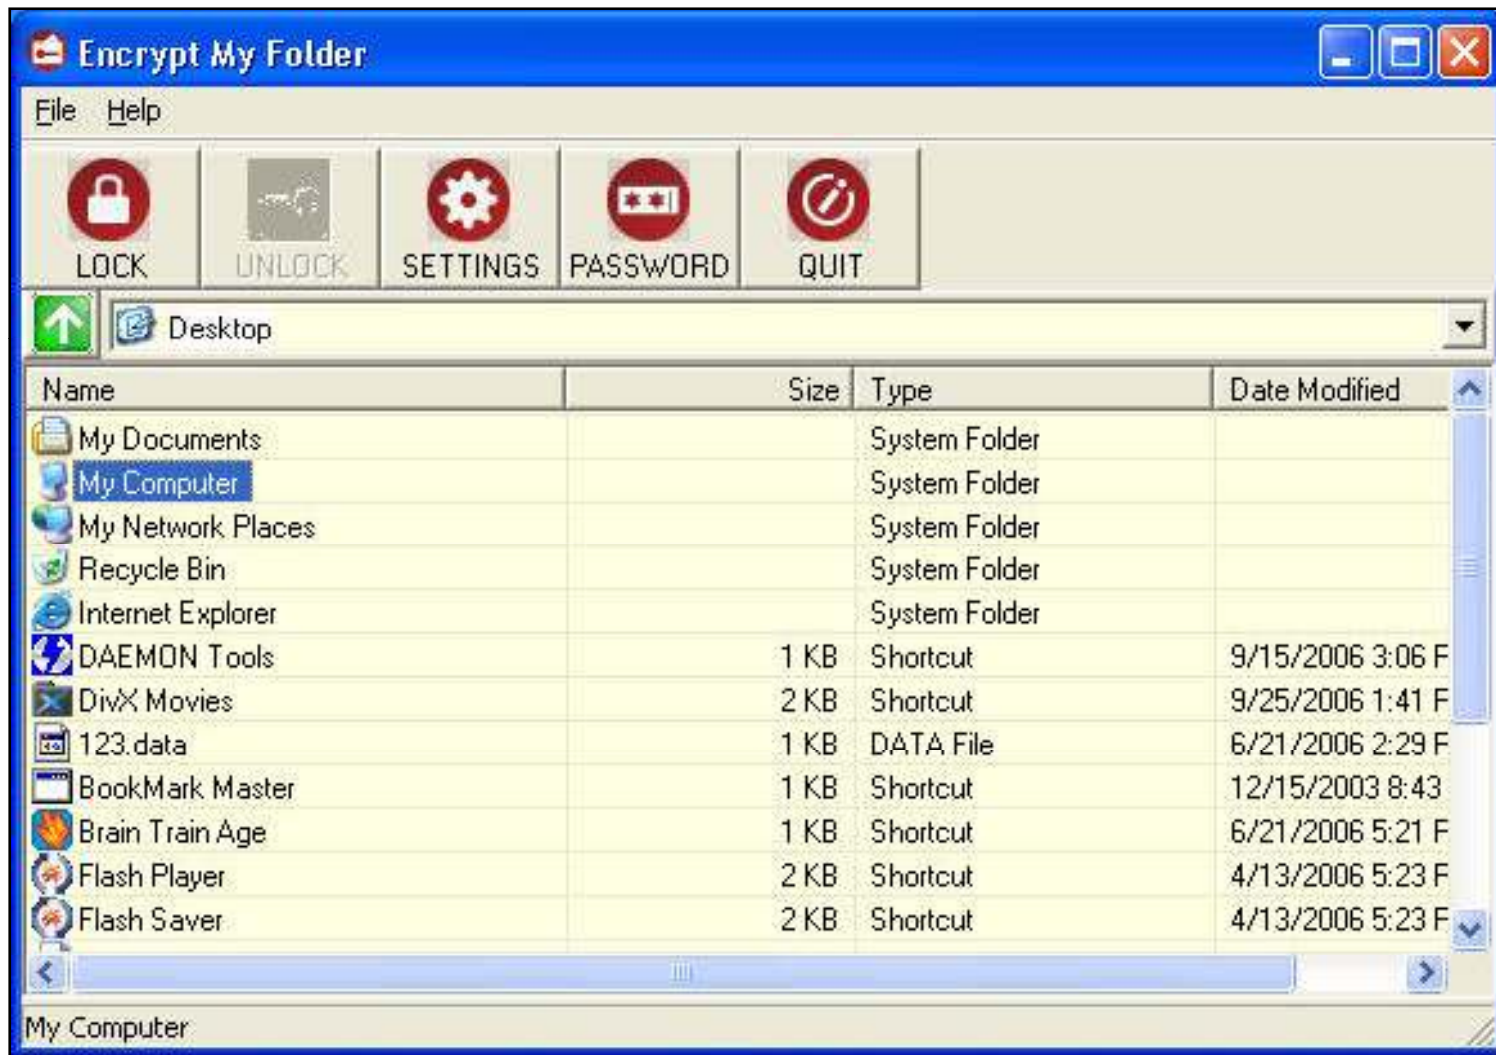 Encrypt My Folder
File Help
LOCK UNLOCK SETTINGS PASSWORD QUIT
Desktop
Name Size Type Date Modified
My Documents System Folder
My Computer System Folder
My Network Places System Folder
Recycle Bin System Folder
Internet Explorer System Folder
DAEMON Tools 1 KB Shortcut 9/15/2006 3:06 F
DivX Movies 2 KB Shortcut 9/25/2006 1:41 F
123.data 1 KB DATA File 6/21/2006 2:29 F
BookMark Master 1 KB Shortcut 12/15/2003 8:43
Brain Train Age 1 KB Shortcut 6/21/2006 5:21 F
Flash Player 2 KB Shortcut 4/13/2006 5:23 F
Flash Saver 2 KB Shortcut 4/13/2006 5:23 F
My Computer